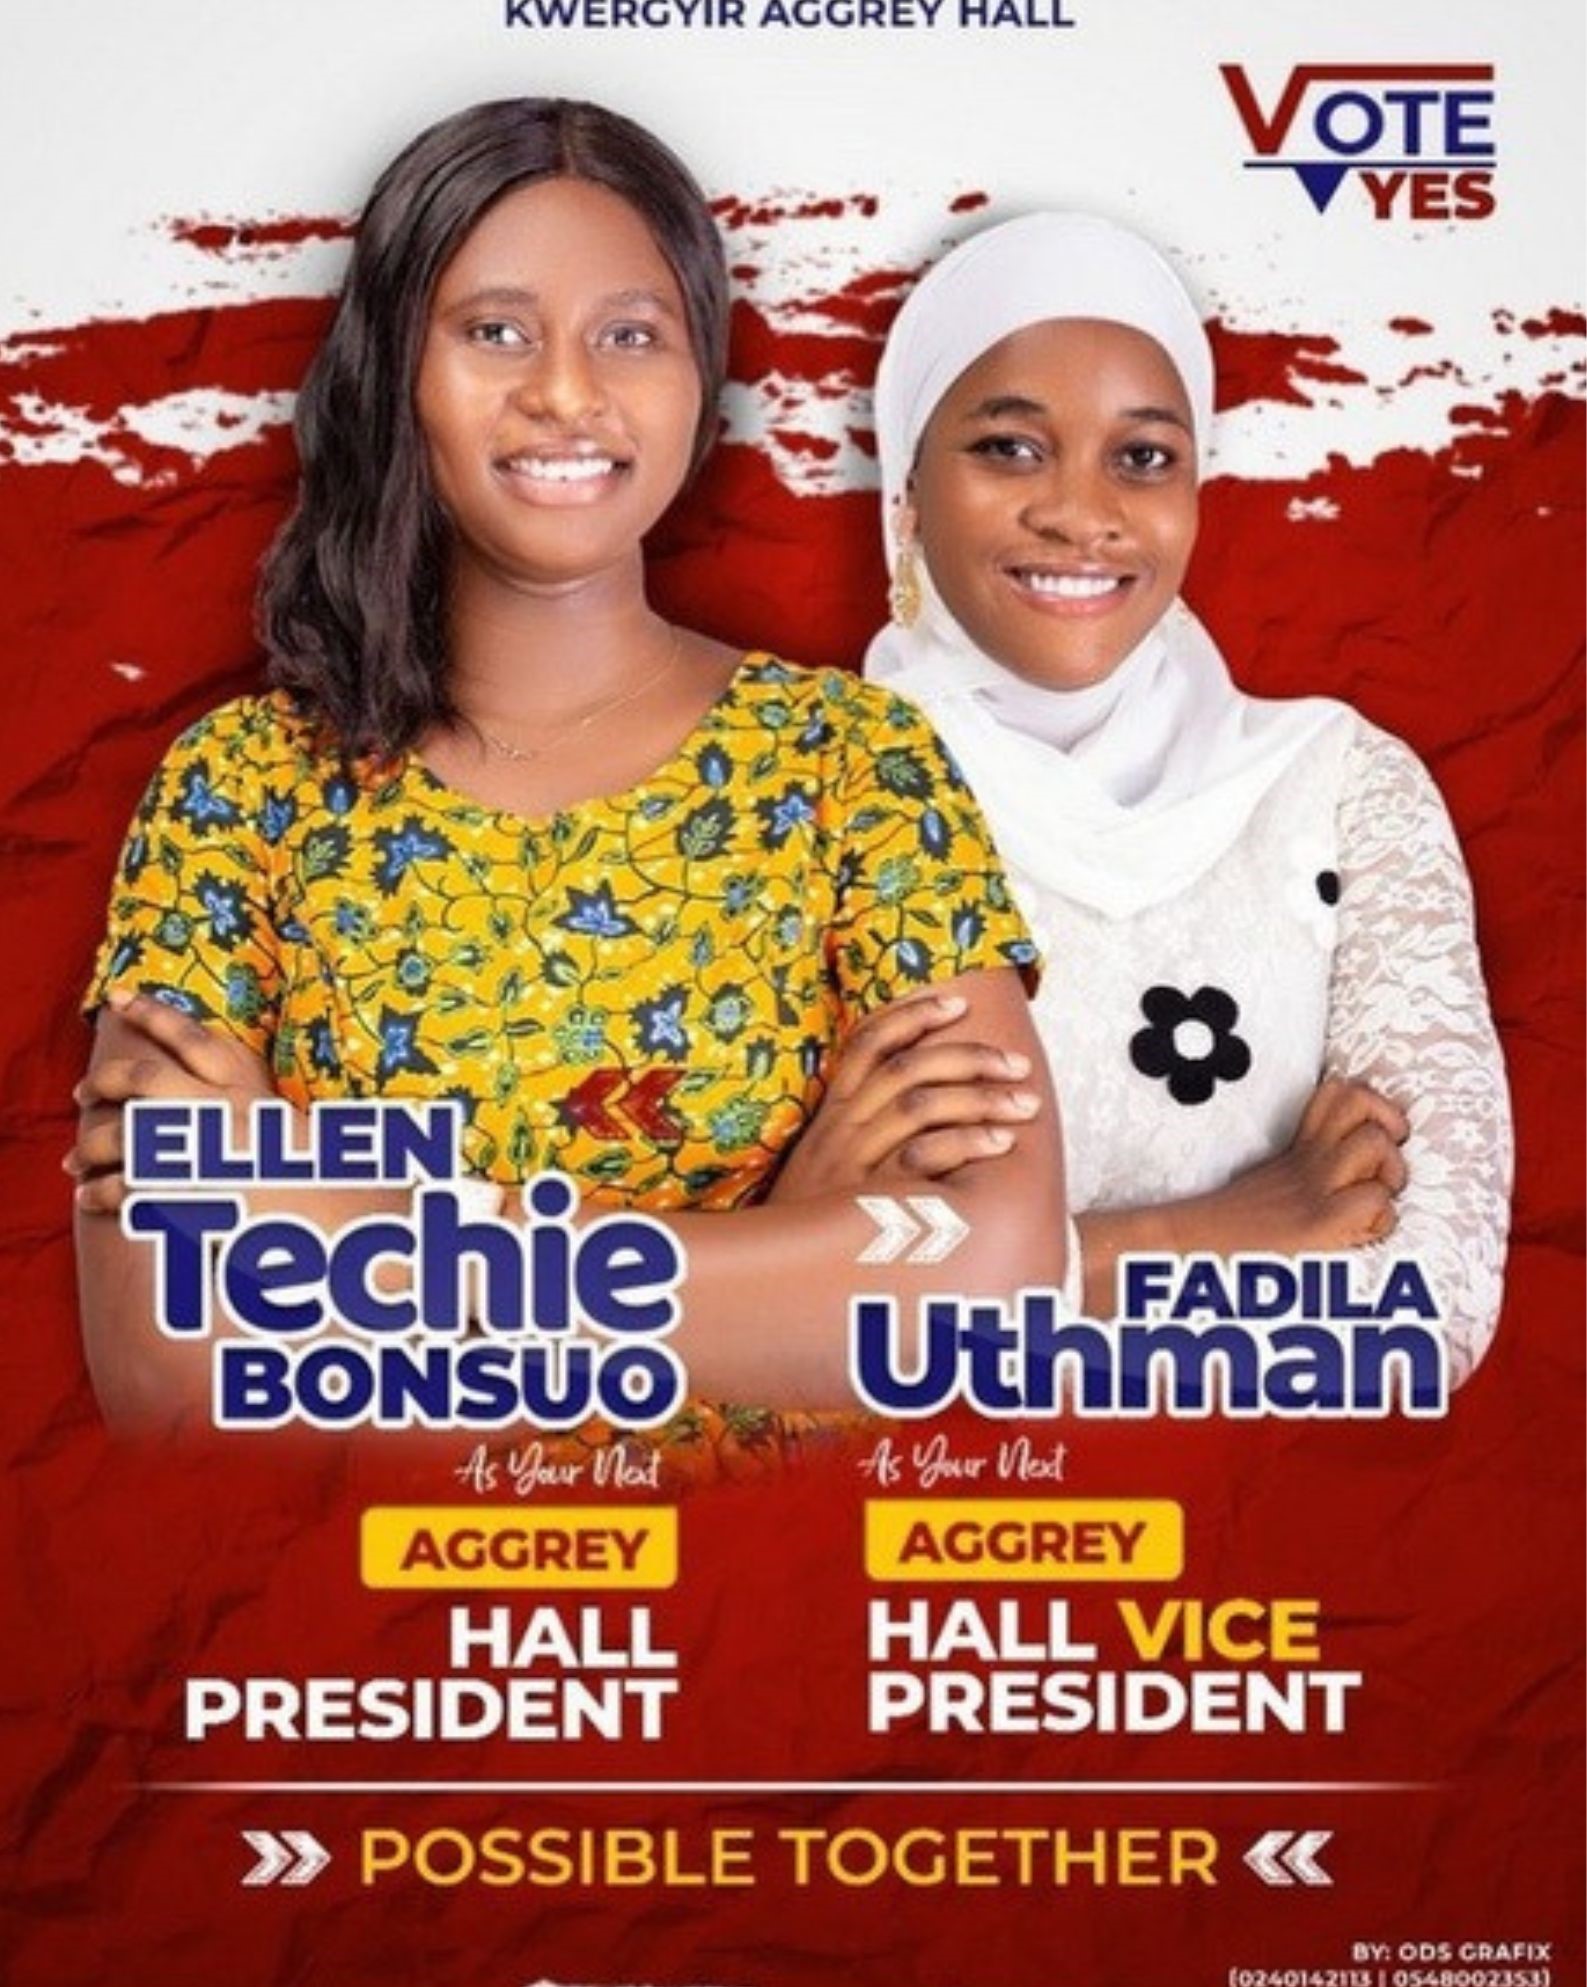 KWERGYIR AGGREY HALL
VOTE
YES
ELLEN
Techie
BONSUO
FADILA
Uthman
As Your Next
As Your Next
AGGREY
AGGREY
HALL
PRESIDENT
HALL VICE
PRESIDENT
POSSIBLE TOGETHER
BY: ODS GRAFIX
(0240142113 | 0548002353)